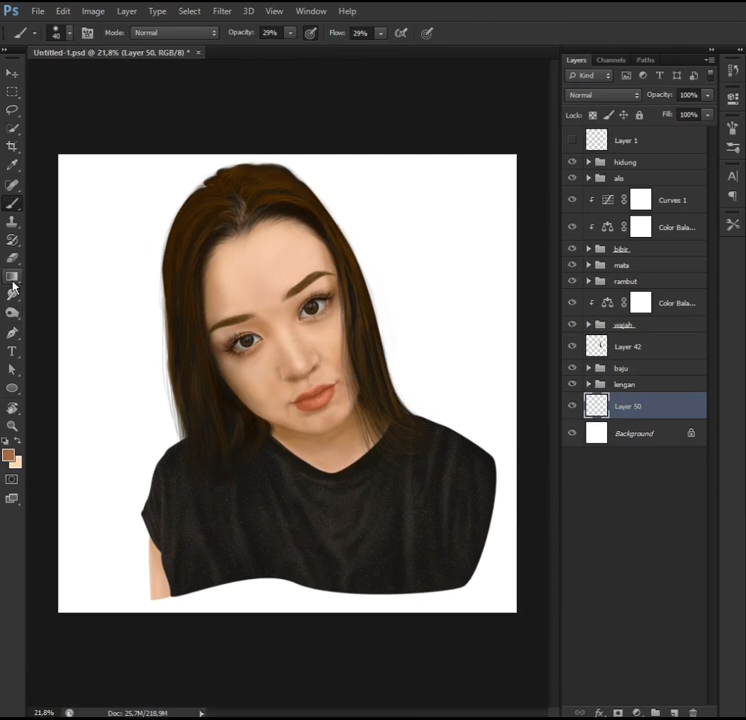 Ps File Edit Image Layer Type Select Filter 3D View Window Help
40 Mode: Normal Opacity: 29% Flow: 29%
Untitled-1.psd @ 21,8% (Layer 50, RGB/8) * ×
Layers Channels Paths
Kind
Normal Opacity: 100%
Lock: Fill: 100%
Layer 1
hidung
alis
Curves 1
Color Bala...
bibir
mata
rambut
Color Bala...
wajah
Layer 42
baju
lengan
Layer 50
Background
21,8% Doc: 25,7M/218,9M